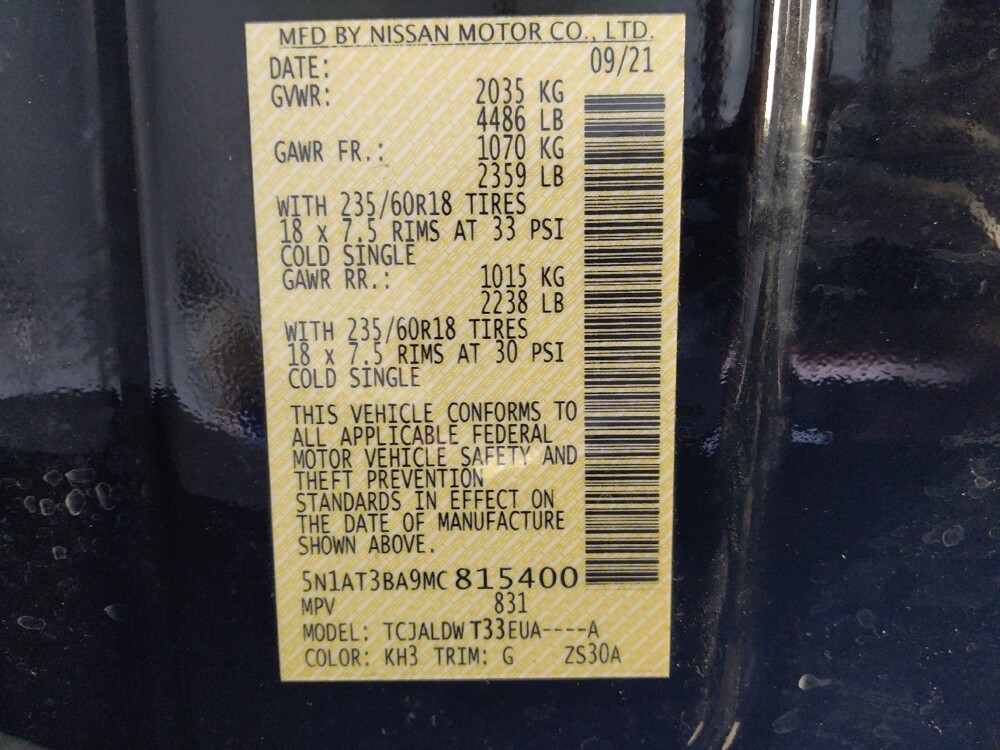 MFD BY NISSAN MOTOR CO., LTD.
DATE: 09/21
GVWR: 2035 KG
4486 LB
GAWR FR.: 1070 KG
2359 LB
WITH 235/60R18 TIRES
18 x 7.5 RIMS AT 33 PSI
COLD SINGLE
GAWR RR.: 1015 KG
2238 LB
WITH 235/60R18 TIRES
18 x 7.5 RIMS AT 30 PSI
COLD SINGLE
THIS VEHICLE CONFORMS TO
ALL APPLICABLE FEDERAL
MOTOR VEHICLE SAFETY AND
THEFT PREVENTION
STANDARDS IN EFFECT ON
THE DATE OF MANUFACTURE
SHOWN ABOVE.
5N1AT3BA9MC 815400
MPV 831
MODEL: TCJALDW T33EUA----A
COLOR: KH3 TRIM: G ZS30A